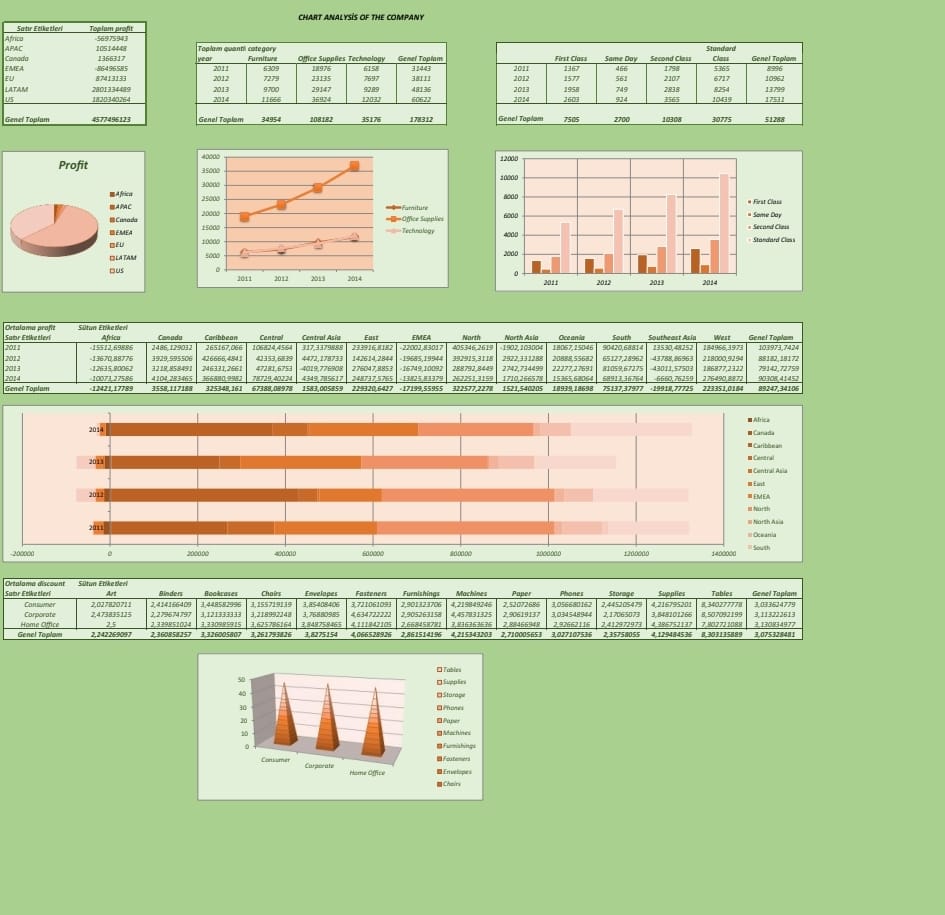 CHART ANALYSİS OF THE COMPANY
Satır Etiketleri Toplam profit
Africa -56975943
APAC 10514448
Canada 1366317
EMEA -86496585
EU 87413133
LATAM 2801334489
US 1820340264
Genel Toplam 4577496123
Toplam quanti category
year Furniture Office Supplies Technology Genel Toplam
2011 6309 18976 6158 31443
2012 7279 23135 7697 38111
2013 9700 29147 9289 48136
2014 11666 36924 12032 60622
Genel Toplam 34954 108182 35176 178312
Standard
First Class Same Day Second Class Class Genel Toplam
2011 1367 466 1798 5365 8996
2012 1577 561 2107 6717 10962
2013 1958 749 2838 8254 13799
2014 2603 924 3565 10439 17531
Genel Toplam 7505 2700 10308 30775 51288
Profit
Africa
APAC
Canada
EMEA
EU
LATAM
US
40000
35000
30000
25000
20000
15000
10000
5000
0
2011 2012 2013 2014
Furniture
Office Supplies
Technology
12000
10000
8000
6000
4000
2000
0
2011 2012 2013 2014
First Class
Same Day
Second Class
Standard Class
Ortalama profit Sütun Etiketleri
Satır Etiketleri Africa Canada Caribbean Central Central Asia East EMEA North North Asia Oceania South Southeast Asia West Genel Toplam
2011 -15512,69886 2486,129032 265167,066 106824,4564 317,3379888 233916,8182 -22002,83017 405346,2619 -1902,103004 18067,15046 90420,68814 13530,48252 184966,3973 103973,7424
2012 -13670,88776 3929,595506 426666,4841 42353,6839 4472,178733 142614,2844 -19685,19944 392915,3118 2922,331288 20888,55682 65127,28962 -43788,86963 218000,9194 88182,18172
2013 -12635,80062 3218,858491 246331,2661 47181,6753 -4019,776908 276047,8853 -16749,10092 288792,8449 2742,734499 22277,27691 81059,67175 -43011,57503 186877,2322 79142,72759
2014 -10073,27586 4104,283465 366880,9982 78729,40224 4349,785617 248737,5765 -13825,83379 262251,3159 1710,266578 15365,68064 68913,36764 -6660,76259 176490,8872 90308,41452
Genel Toplam -12421,17789 3558,117188 325348,161 67388,08978 1583,005859 229320,6427 -17199,55955 322577,2278 1521,540205 18939,18698 75137,37977 -19918,77725 223351,0184 89247,34106
2014
2013
2012
2011
-200000 0 200000 400000 600000 800000 1000000 1200000 1400000
Africa
Canada
Caribbean
Central
Central Asia
East
EMEA
North
North Asia
Oceania
South
Ortalama discount Sütun Etiketleri
Satır Etiketleri Art Binders Bookcases Chairs Envelopes Fasteners Furnishings Machines Paper Phones Storage Supplies Tables Genel Toplam
Consumer 2,027820711 2,414166409 3,448582996 3,155719139 3,85408406 3,721061093 2,901323706 4,219849246 2,52072686 3,056680162 2,445205479 4,216795201 8,340277778 3,033624779
Corporate 2,473835125 2,279674797 3,121333333 3,218992248 3,76880985 4,634722222 2,905263158 4,457831325 2,90619137 3,034548944 2,17065073 3,848101266 8,507092199 3,113222613
Home Office 2,5 2,339851024 3,330985915 3,625786164 3,848758465 4,111842105 2,668458781 3,836363636 2,88466948 2,92662116 2,412972973 4,386752137 7,802721088 3,130834977
Genel Toplam 2,242269097 2,360858257 3,326005807 3,261793826 3,8275154 4,066528926 2,861514196 4,215343203 2,710005653 3,027107536 2,35758055 4,129484536 8,303135889 3,075328481
50
40
30
20
10
0
Consumer
Corporate
Home Office
Tables
Supplies
Storage
Phones
Paper
Machines
Furnishings
Fasteners
Envelopes
Chairs